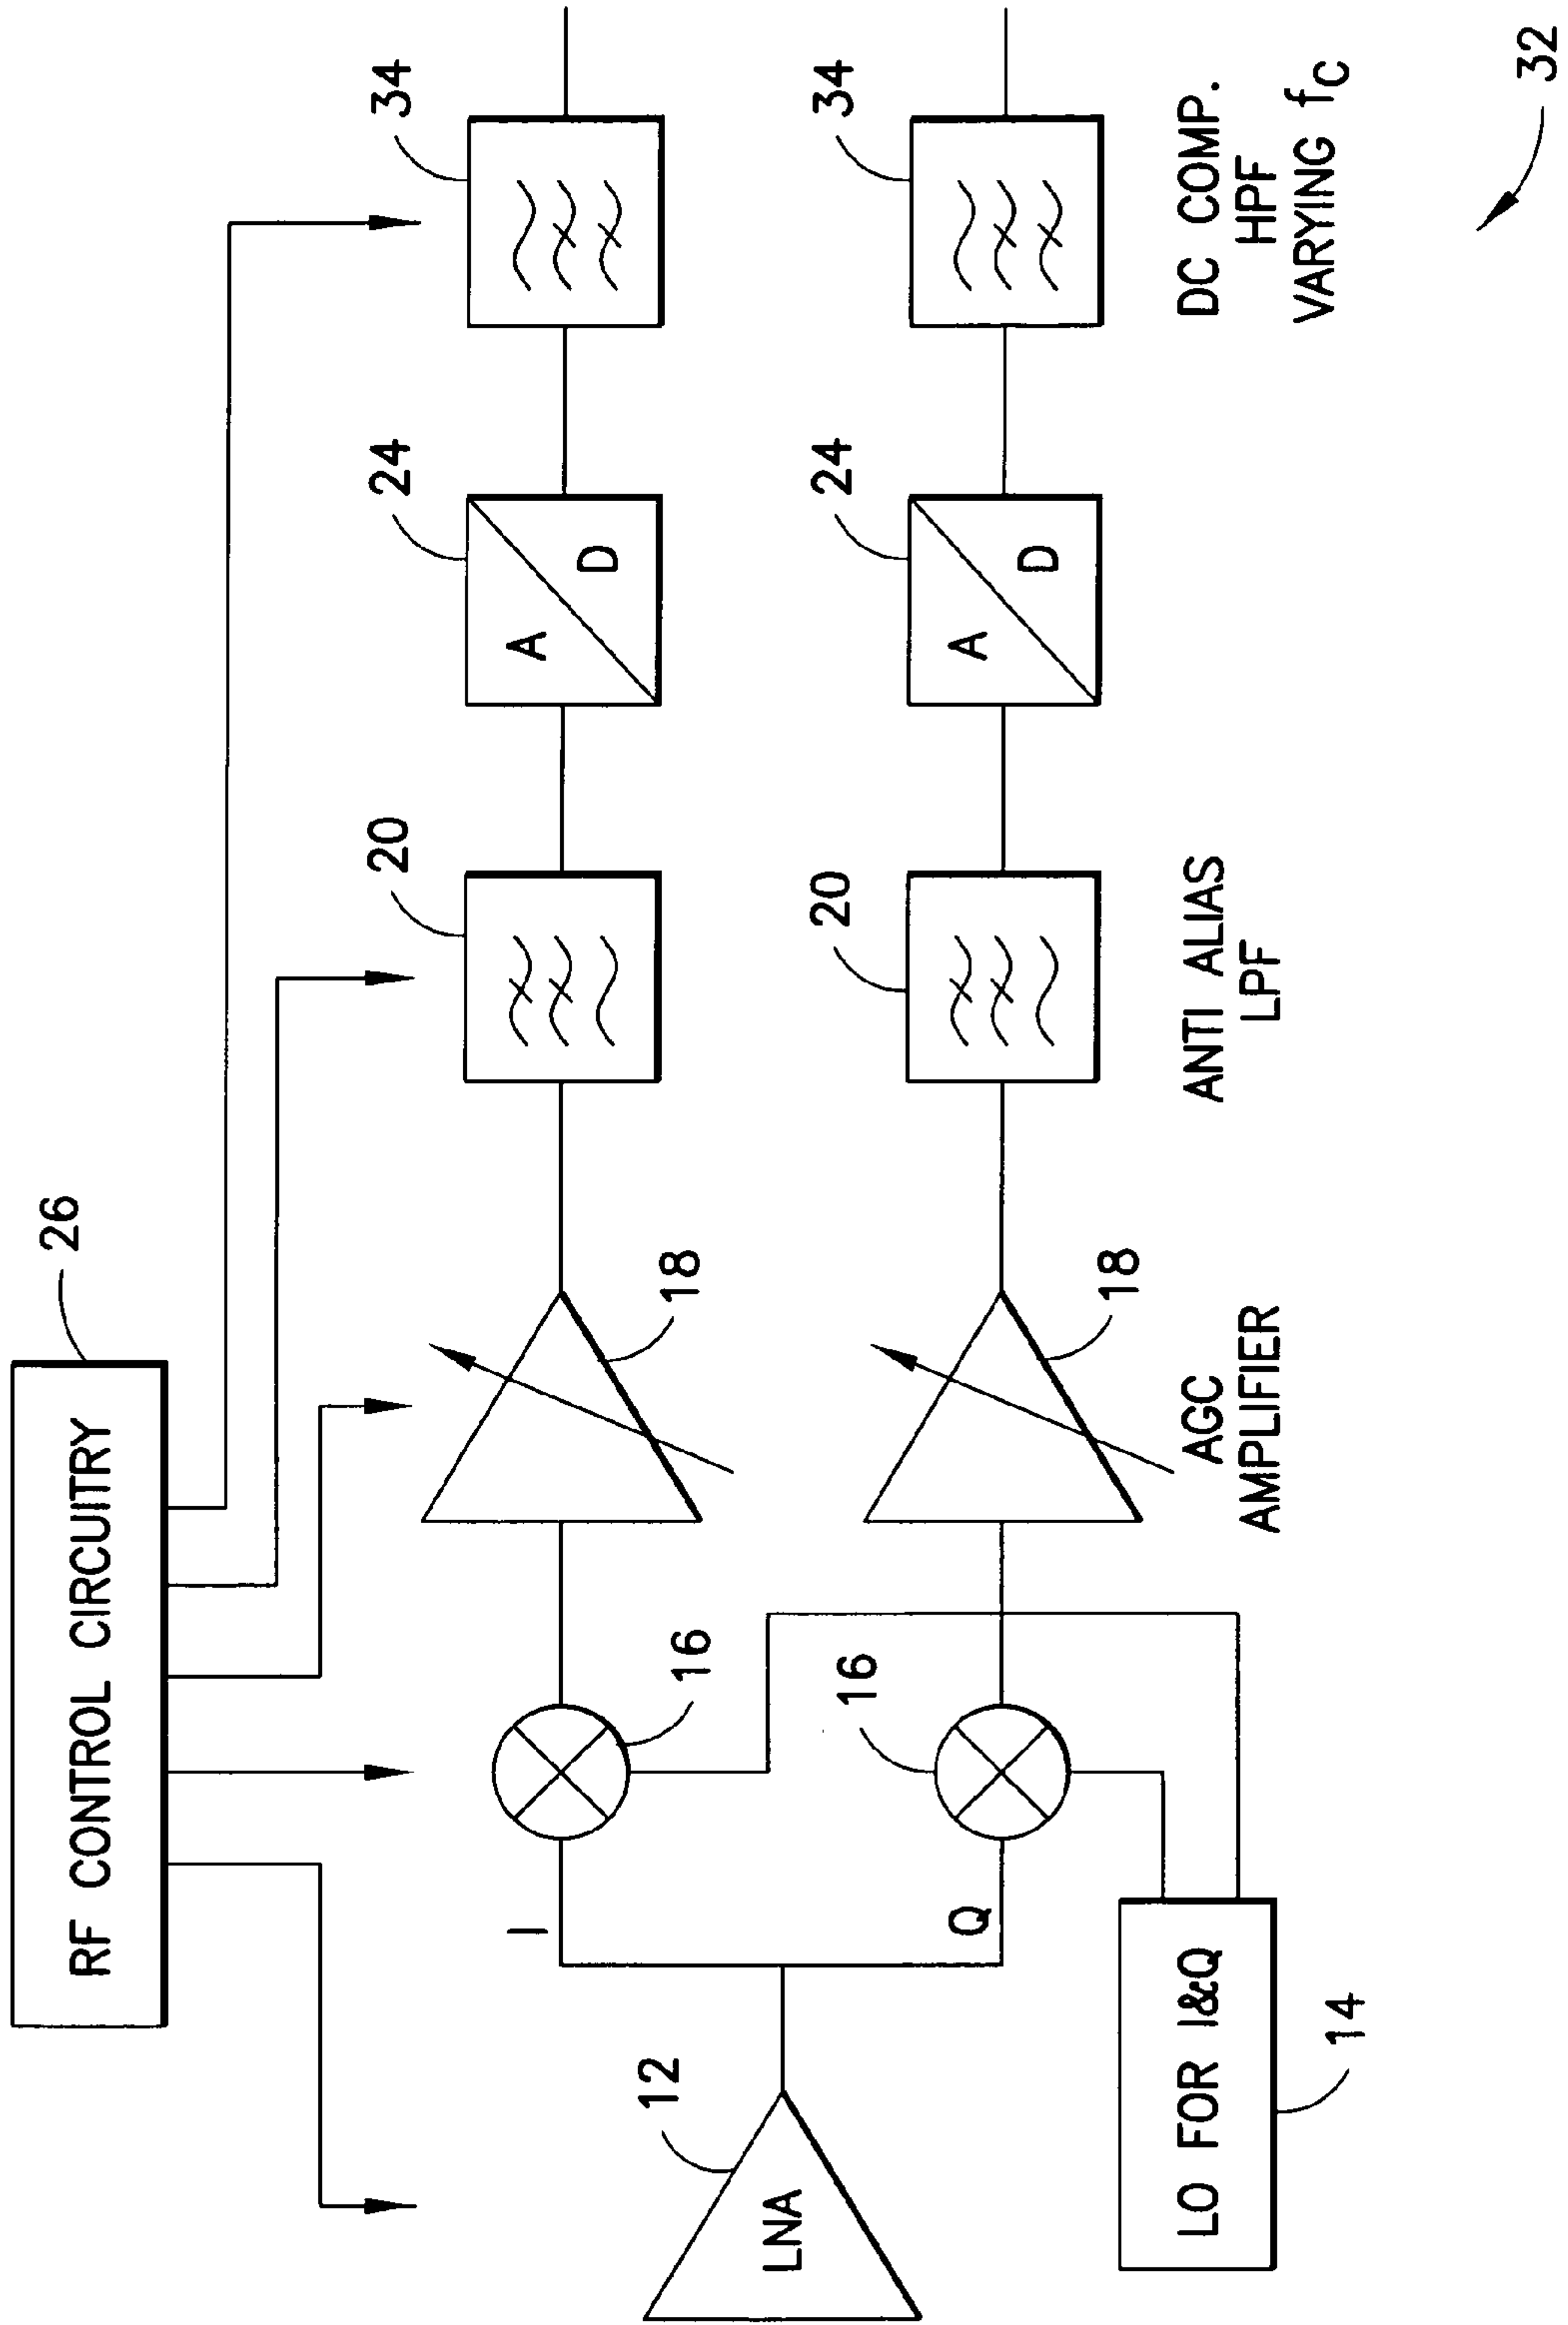 RF CONTROL CIRCUITRY
26
34
24
20
18
16
I
12
LNA
Q
16
18
20
A
D
24
A
D
34
LO FOR I&Q
14
AGC
AMPLIFIER
ANTI ALIAS
LPF
DC COMP.
HPF
VARYING fC
32